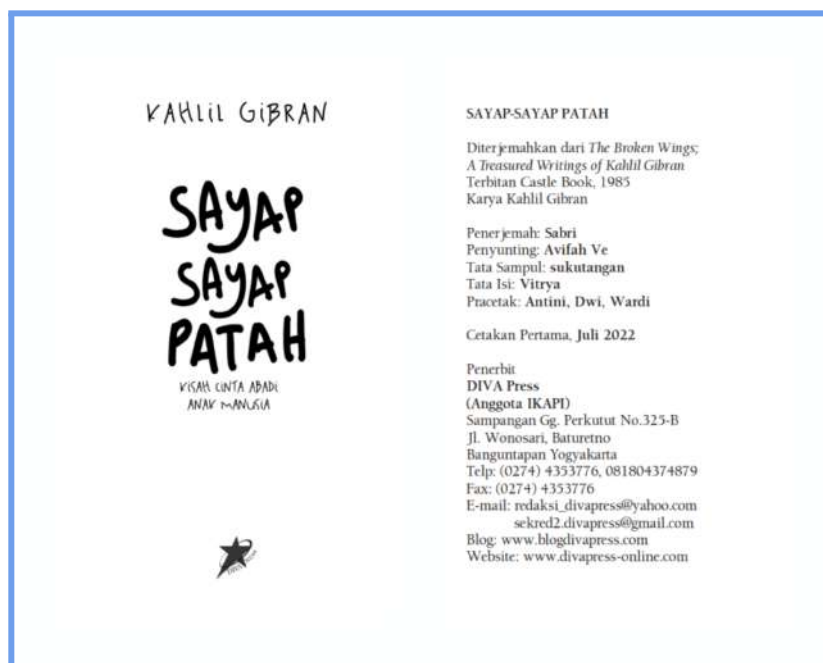 KAHLIL GIBRAN
SAYAP
SAYAP
PATAH
KISAH CINTA ABADI
ANAK MANUSIA
SAYAP-SAYAP PATAH
Diterjemahkan dari The Broken Wings;
A Treasured Writings of Kahlil Gibran
Terbitan Castle Book, 1985
Karya Kahlil Gibran
Penerjemah: Sabri
Penyunting: Avifah Ve
Tata Sampul: sukutangan
Tata Isi: Vitrya
Pracetak: Antini, Dwi, Wardi
Cetakan Pertama, Juli 2022
Penerbit
DIVA Press
(Anggota IKAPI)
Sampangan Gg. Perkutut No.325-B
Jl. Wonosari, Baturetno
Banguntapan Yogyakarta
Telp: (0274) 4353776, 081804374879
Fax: (0274) 4353776
E-mail: redaksi_divapress@yahoo.com
sekred2.divapress@gmail.com
Blog: www.blogdivapress.com
Website: www.divapress-online.com